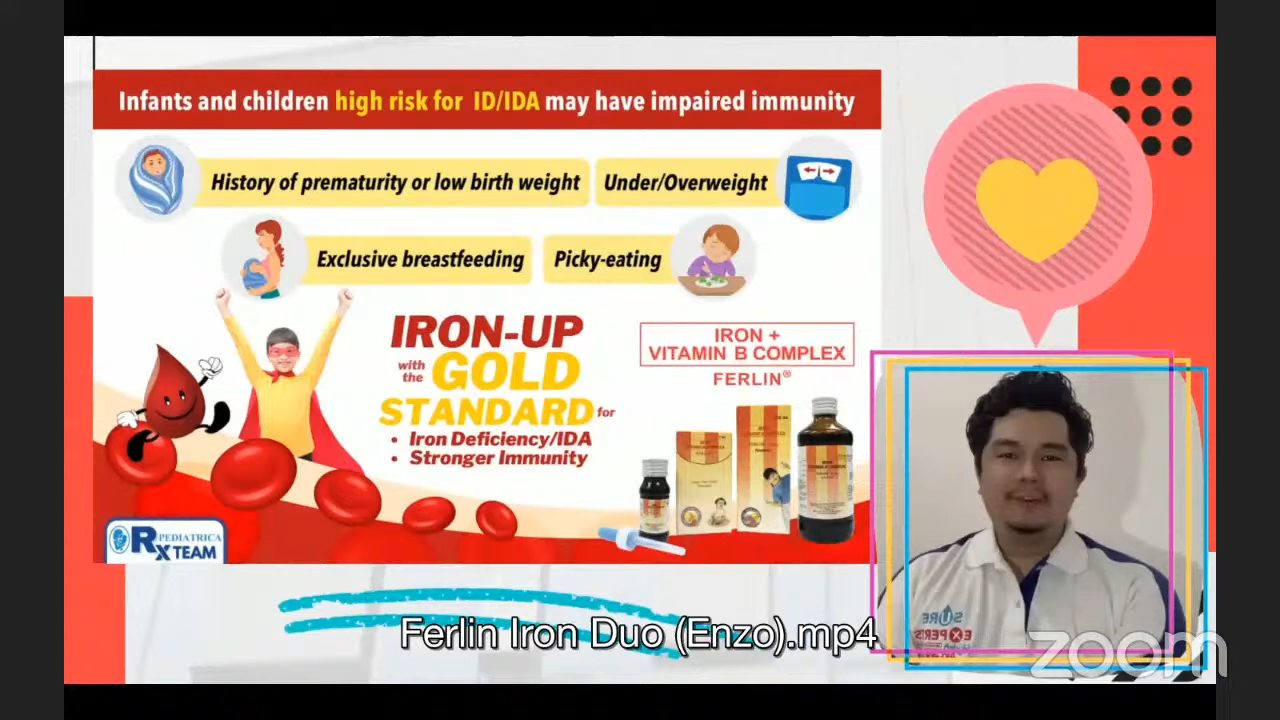 Infants and children high risk for ID/IDA may have impaired immunity
History of prematurity or low birth weight
Under/Overweight
Exclusive breastfeeding
Picky-eating
IRON-UP
with the GOLD
STANDARD for
• Iron Deficiency/IDA
• Stronger Immunity
IRON +
VITAMIN B COMPLEX
FERLIN®
Rx PEDIATRICA
TEAM
SURE
EXPERTS
Ferlin Iron Duo (Enzo).mp4
zoom